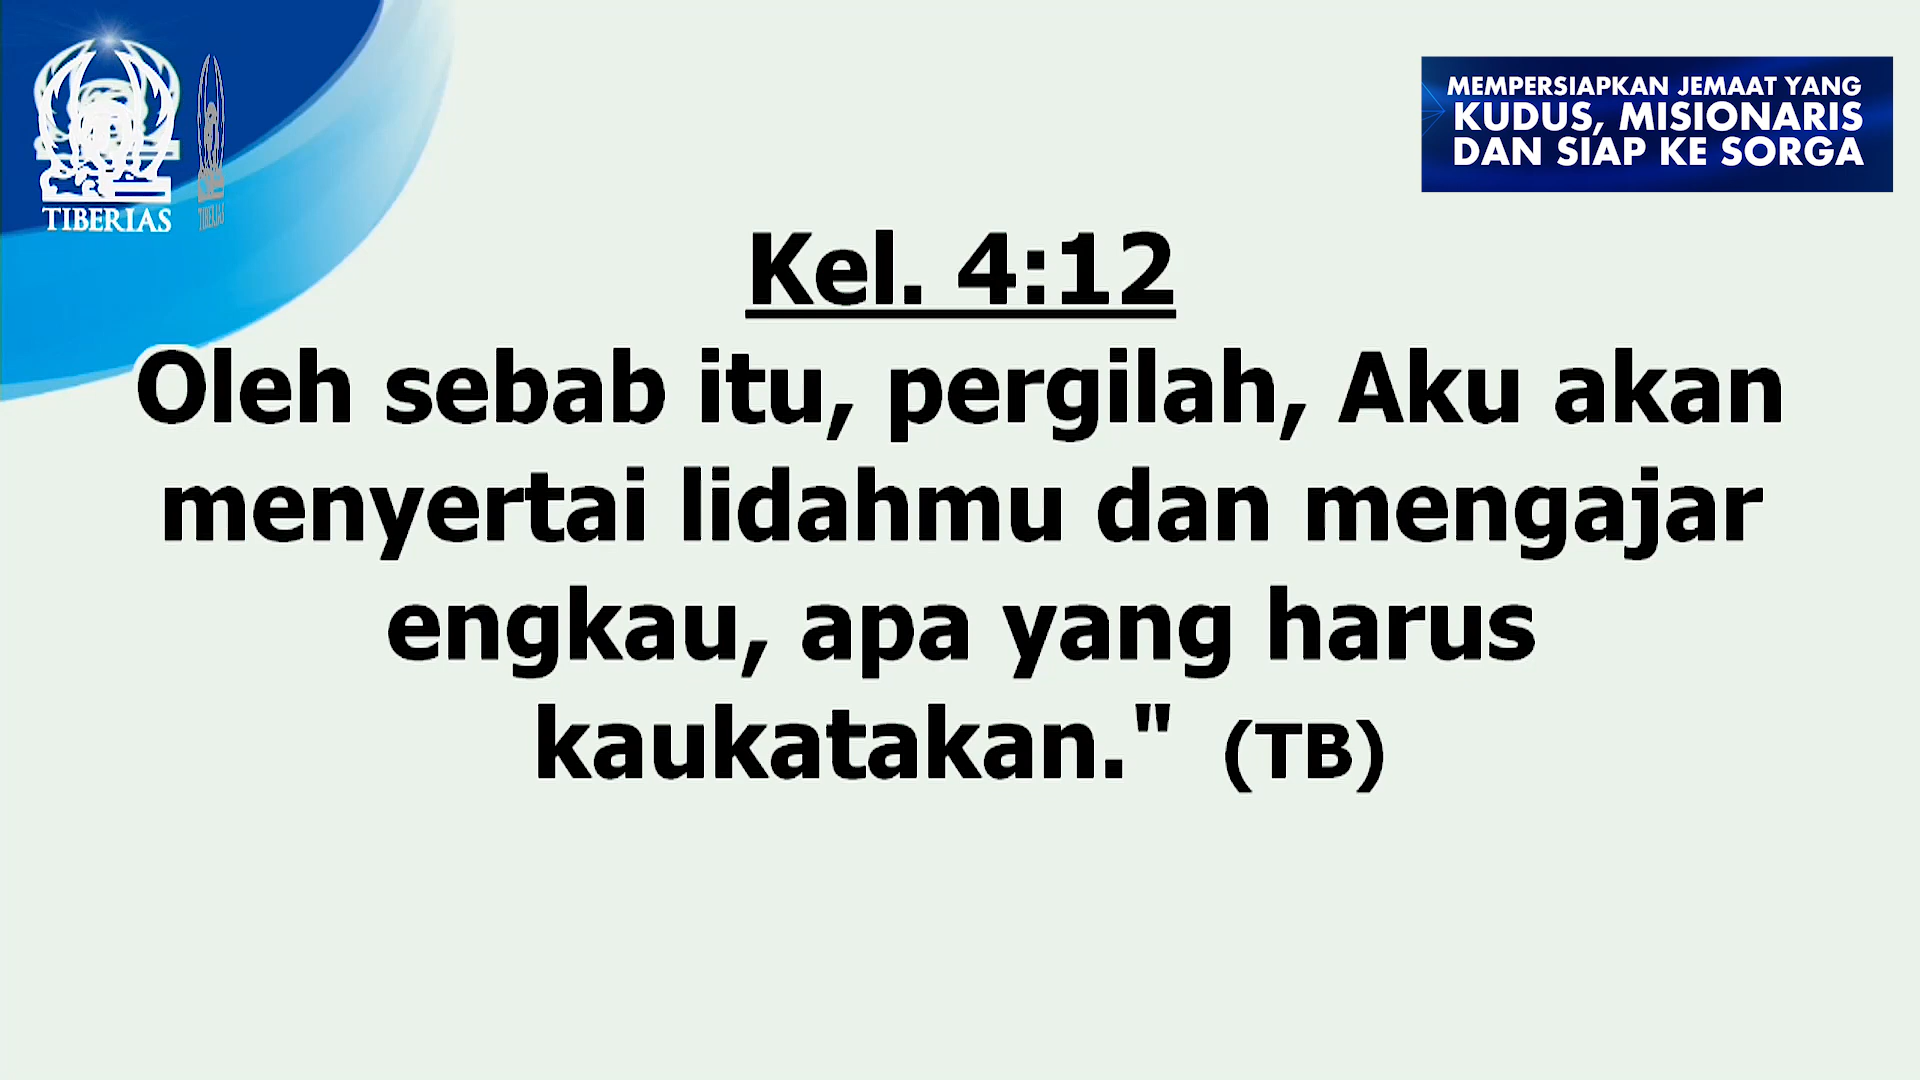 TIBERIAS
TIBERIAS
MEMPERSIAPKAN JEMAAT YANG
KUDUS, MISIONARIS
DAN SIAP KE SORGA
Kel. 4:12
Oleh sebab itu, pergilah, Aku akan
menyertai lidahmu dan mengajar
engkau, apa yang harus
kaukatakan." (TB)